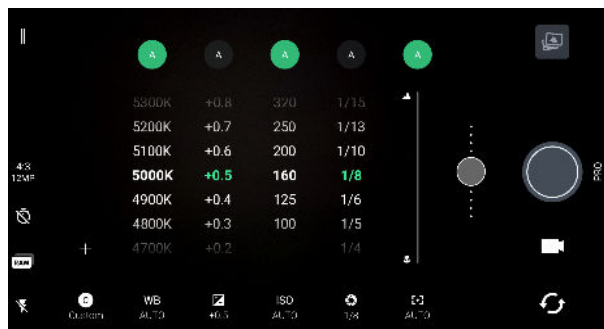 A A A A A
5300K +0.8 320 1/15
5200K +0.7 250 1/13
5100K +0.6 200 1/10
5000K +0.5 160 1/8
4900K +0.4 125 1/6
4800K +0.3 100 1/5
4700K +0.2 1/4
4:3
12MP
RAW
PRO
C
Custom
WB
AUTO
+0.5
ISO
AUTO
1/8
AUTO